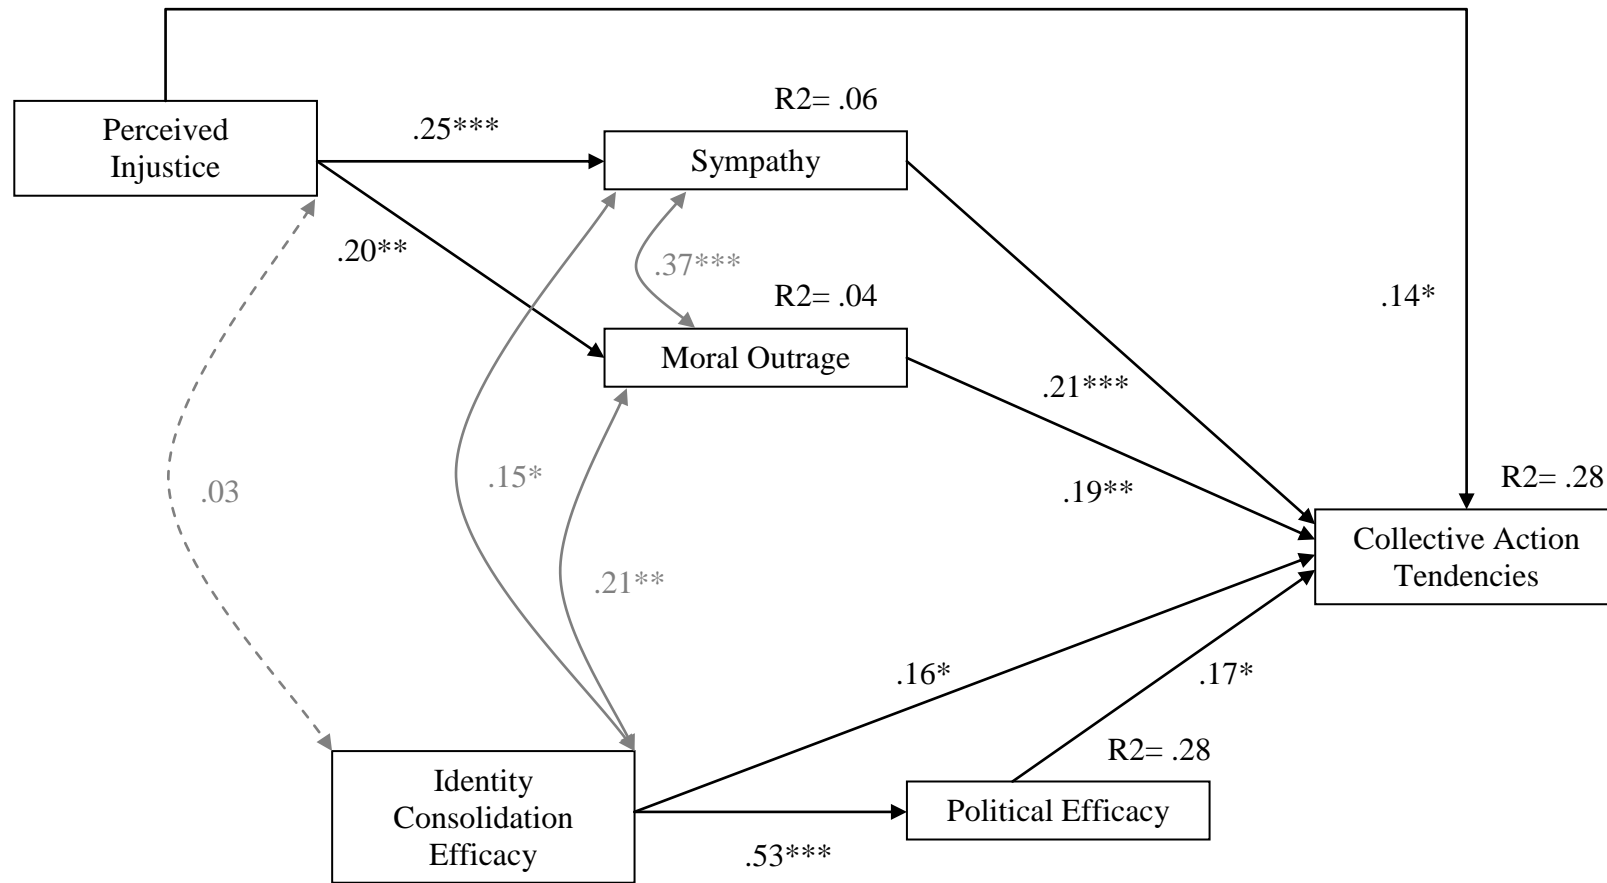 R2= .06
Perceived
Injustice
.25***
Sympathy
.20**
.37***
R2= .04
.14*
Moral Outrage
.21***
.15*
.03
.19**
R2= .28
Collective Action
Tendencies
.21**
.16*
.17*
R2= .28
Identity
Consolidation
Efficacy
Political Efficacy
.53***